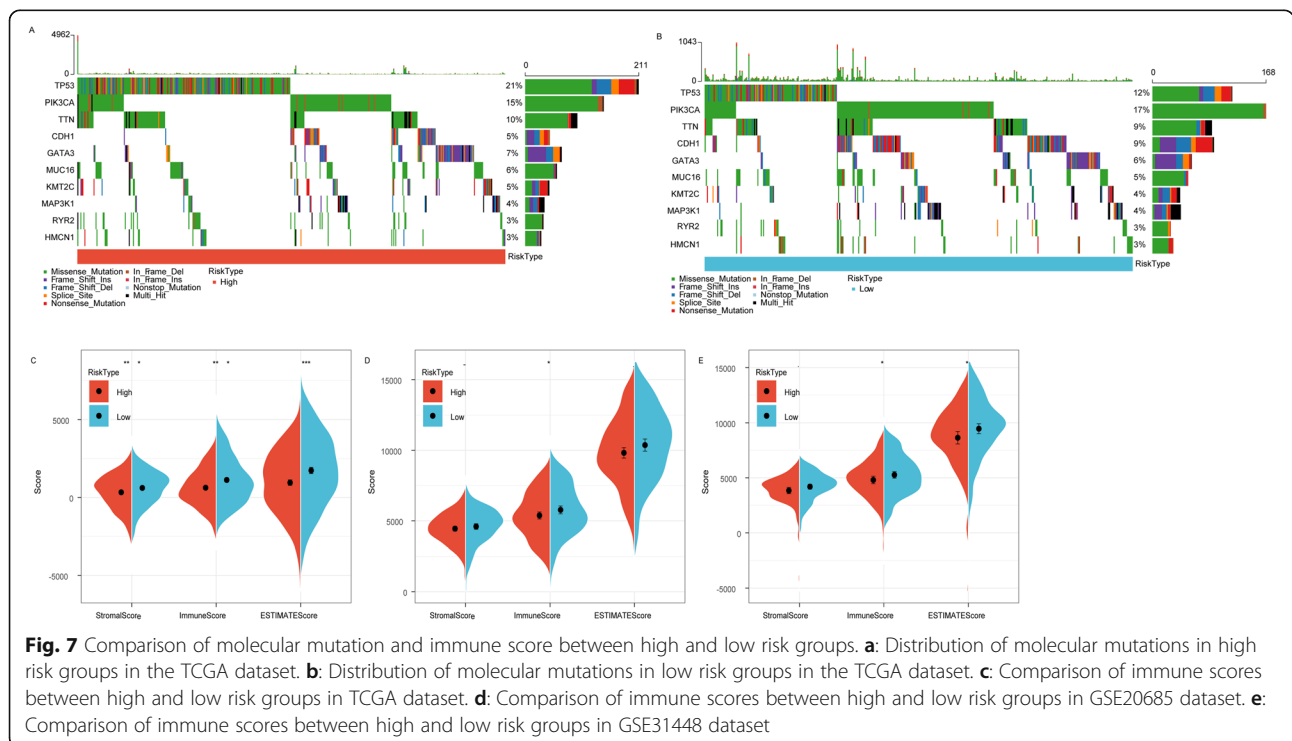 A
4962
0
0
211
TP53
21%
PIK3CA
15%
TTN
10%
CDH1
5%
GATA3
7%
MUC16
6%
KMT2C
5%
MAP3K1
4%
RYR2
3%
HMCN1
3%
RiskType
Missense_Mutation
Frame_Shift_Ins
Frame_Shift_Del
Splice_Site
Nonsense_Mutation
In_Frame_Del
In_Frame_Ins
Nonstop_Mutation
Multi_Hit
RiskType
High
B
1043
0
0
168
TP53
12%
PIK3CA
17%
TTN
9%
CDH1
9%
GATA3
6%
MUC16
5%
KMT2C
4%
MAP3K1
4%
RYR2
3%
HMCN1
3%
RiskType
Missense_Mutation
Frame_Shift_Ins
Frame_Shift_Del
Splice_Site
Nonsense_Mutation
In_Frame_Del
In_Frame_Ins
Nonstop_Mutation
Multi_Hit
RiskType
Low
C
** * ** * ***
RiskType
High
Low
Score
5000
0
-5000
StromalScore ImmuneScore ESTIMATEScore
D
*
RiskType
High
Low
Score
15000
10000
5000
0
StromalScore ImmuneScore ESTIMATEScore
E
* *
RiskType
High
Low
Score
15000
10000
5000
0
-5000
StromalScore ImmuneScore ESTIMATEScore
Fig. 7 Comparison of molecular mutation and immune score between high and low risk groups. a: Distribution of molecular mutations in high
risk groups in the TCGA dataset. b: Distribution of molecular mutations in low risk groups in the TCGA dataset. c: Comparison of immune scores
between high and low risk groups in TCGA dataset. d: Comparison of immune scores between high and low risk groups in GSE20685 dataset. e:
Comparison of immune scores between high and low risk groups in GSE31448 dataset